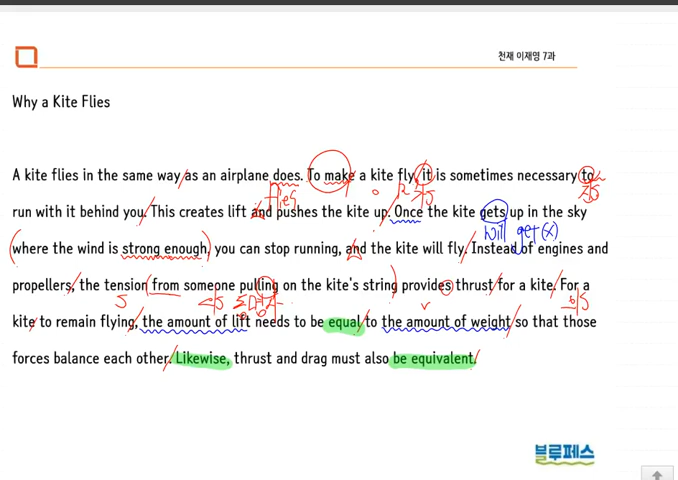 천재 이재영 7과
Why a Kite Flies
A kite flies in the same way as an airplane does. To make a kite fly, it is sometimes necessary to
flies
run with it behind you. This creates lift and pushes the kite up. Once the kite gets up in the sky
will get (x)
(where the wind is strong enough) you can stop running, and the kite will fly. Instead of engines and
propellers, the tension (from someone pulling on the kite's string) provides thrust for a kite. For a
S
V
kite to remain flying, the amount of lift needs to be equal to the amount of weight so that those
forces balance each other. Likewise, thrust and drag must also be equivalent.
블루페스